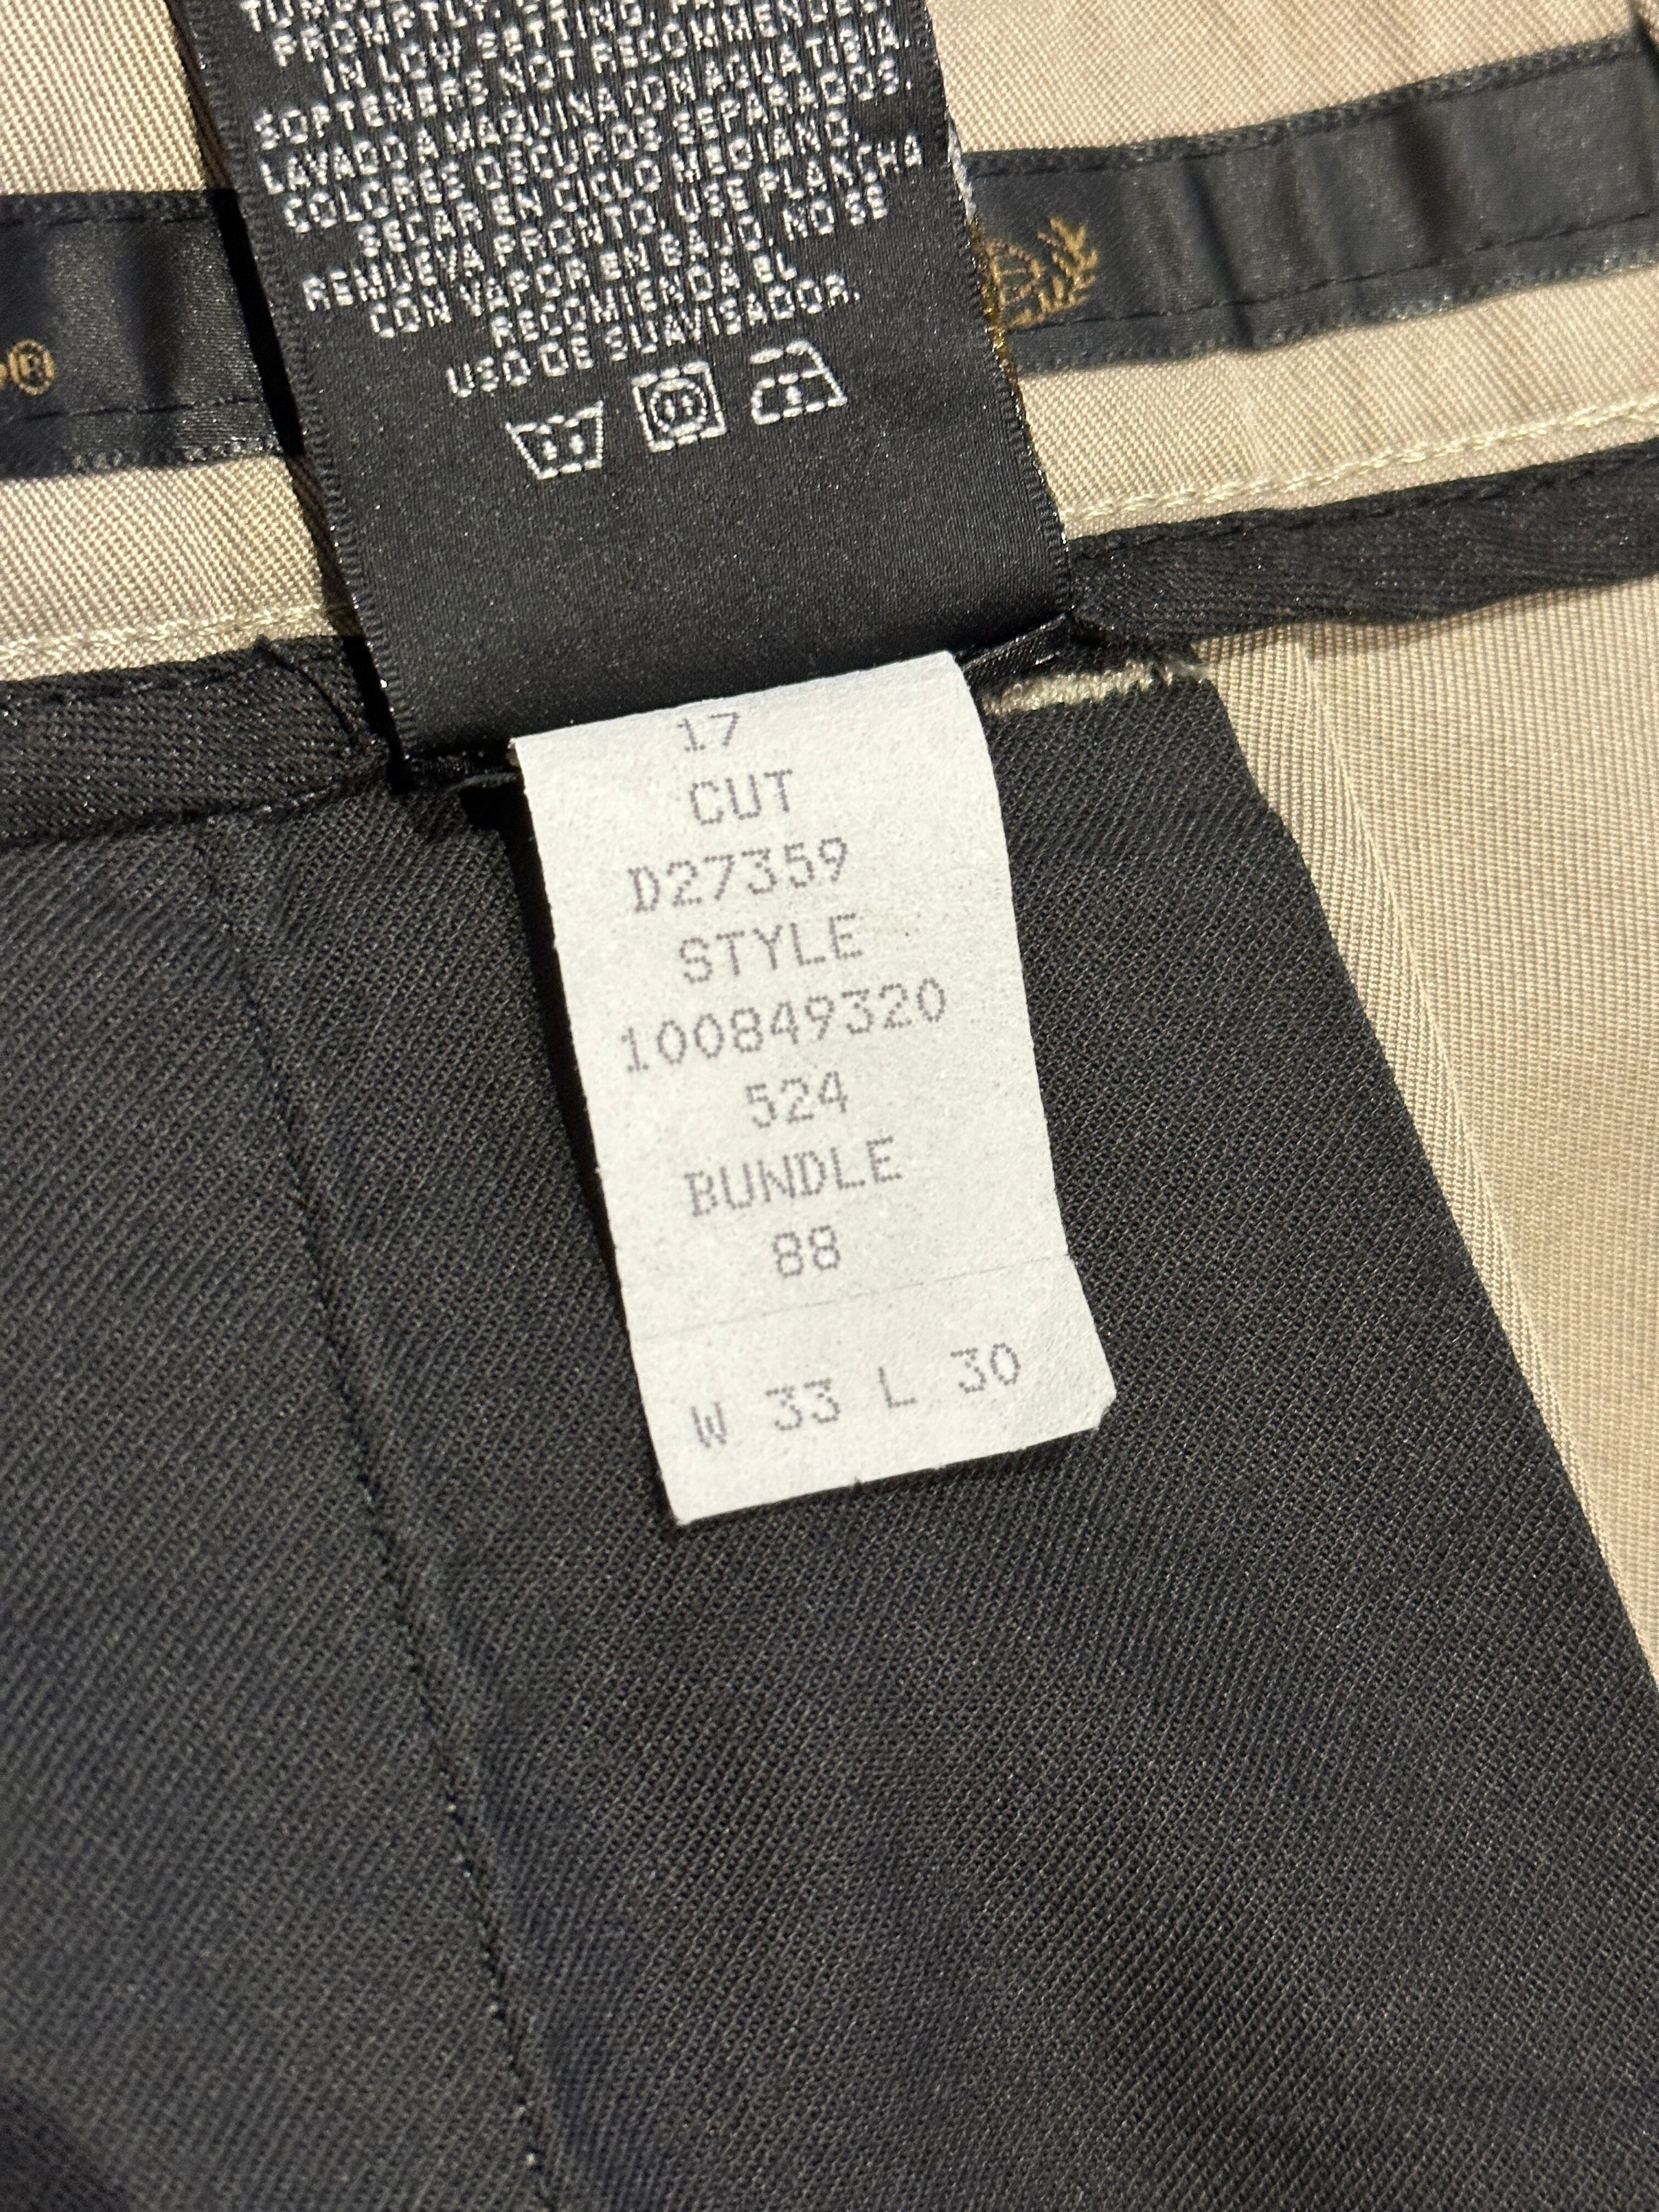 PROMPTLY.
IN LOW SETTING,
SOFTENERS NOT RECOMMENDED
LAVADO A MAQUINA CON AGUA TIBIA.
COLORES OSCUROS SEPARADOS.
SECAR EN CICLO MEDIANO.
REMUEVA PRONTO. USE PLANCHA
CON VAPOR EN BAJO. NO SE
RECOMIENDA EL
USO DE SUAVISADOR.
®
17
CUT
D27359
STYLE
100849320
524
BUNDLE
88
W 33 L 30